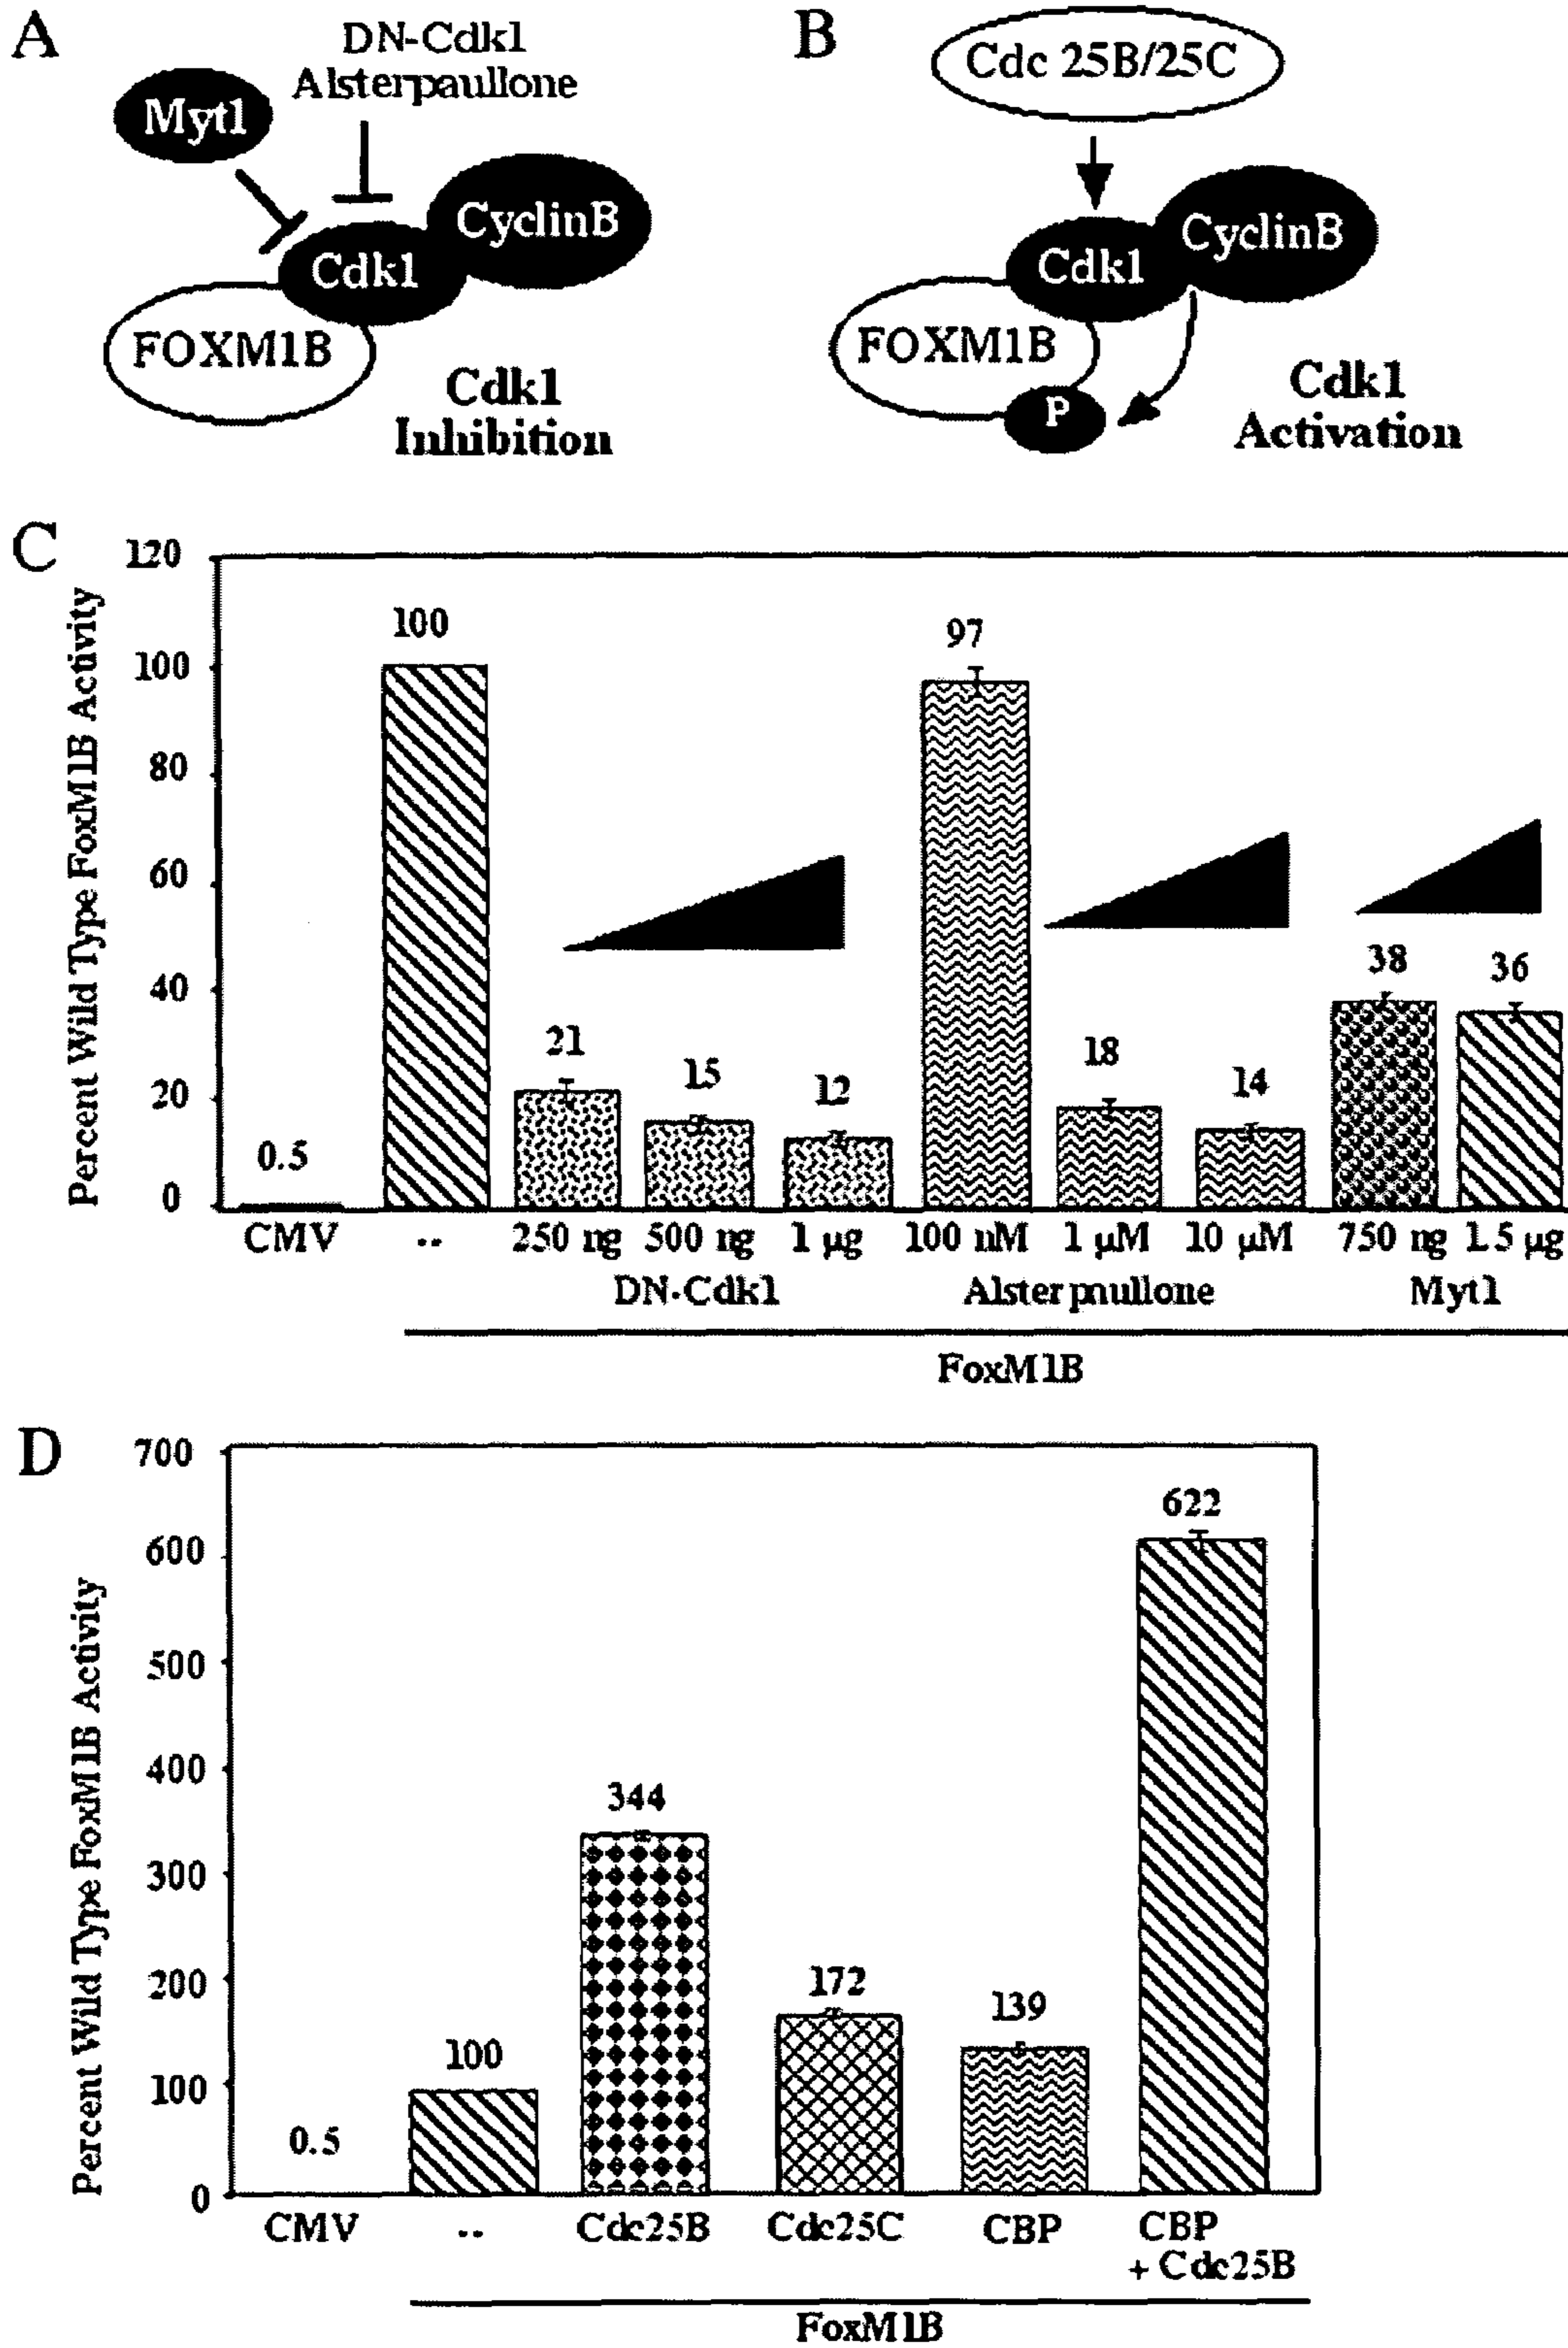 A
DN-Cdk1
Alsterpaullone
Myt1
CyclinB
Cdk1
FOXM1B
Cdk1
Inhibition
B
Cdc 25B/25C
CyclinB
Cdk1
FOXM1B
P
Cdk1
Activation
C
Percent Wild Type FoxM1B Activity
120
100
80
60
40
20
0
0.5
100
21
15
12
97
18
14
38
36
CMV -- 250 ng 500 ng 1 µg 100 nM 1 µM 10 µM 750 ng 1.5 µg
DN-Cdk1 Alsterpaullone Myt1
FoxM1B
D
Percent Wild Type FoxM1B Activity
700
600
500
400
300
200
100
0
0.5
100
344
172
139
622
CMV -- Cdc25B Cdc25C CBP CBP
+ Cdc25B
FoxM1B